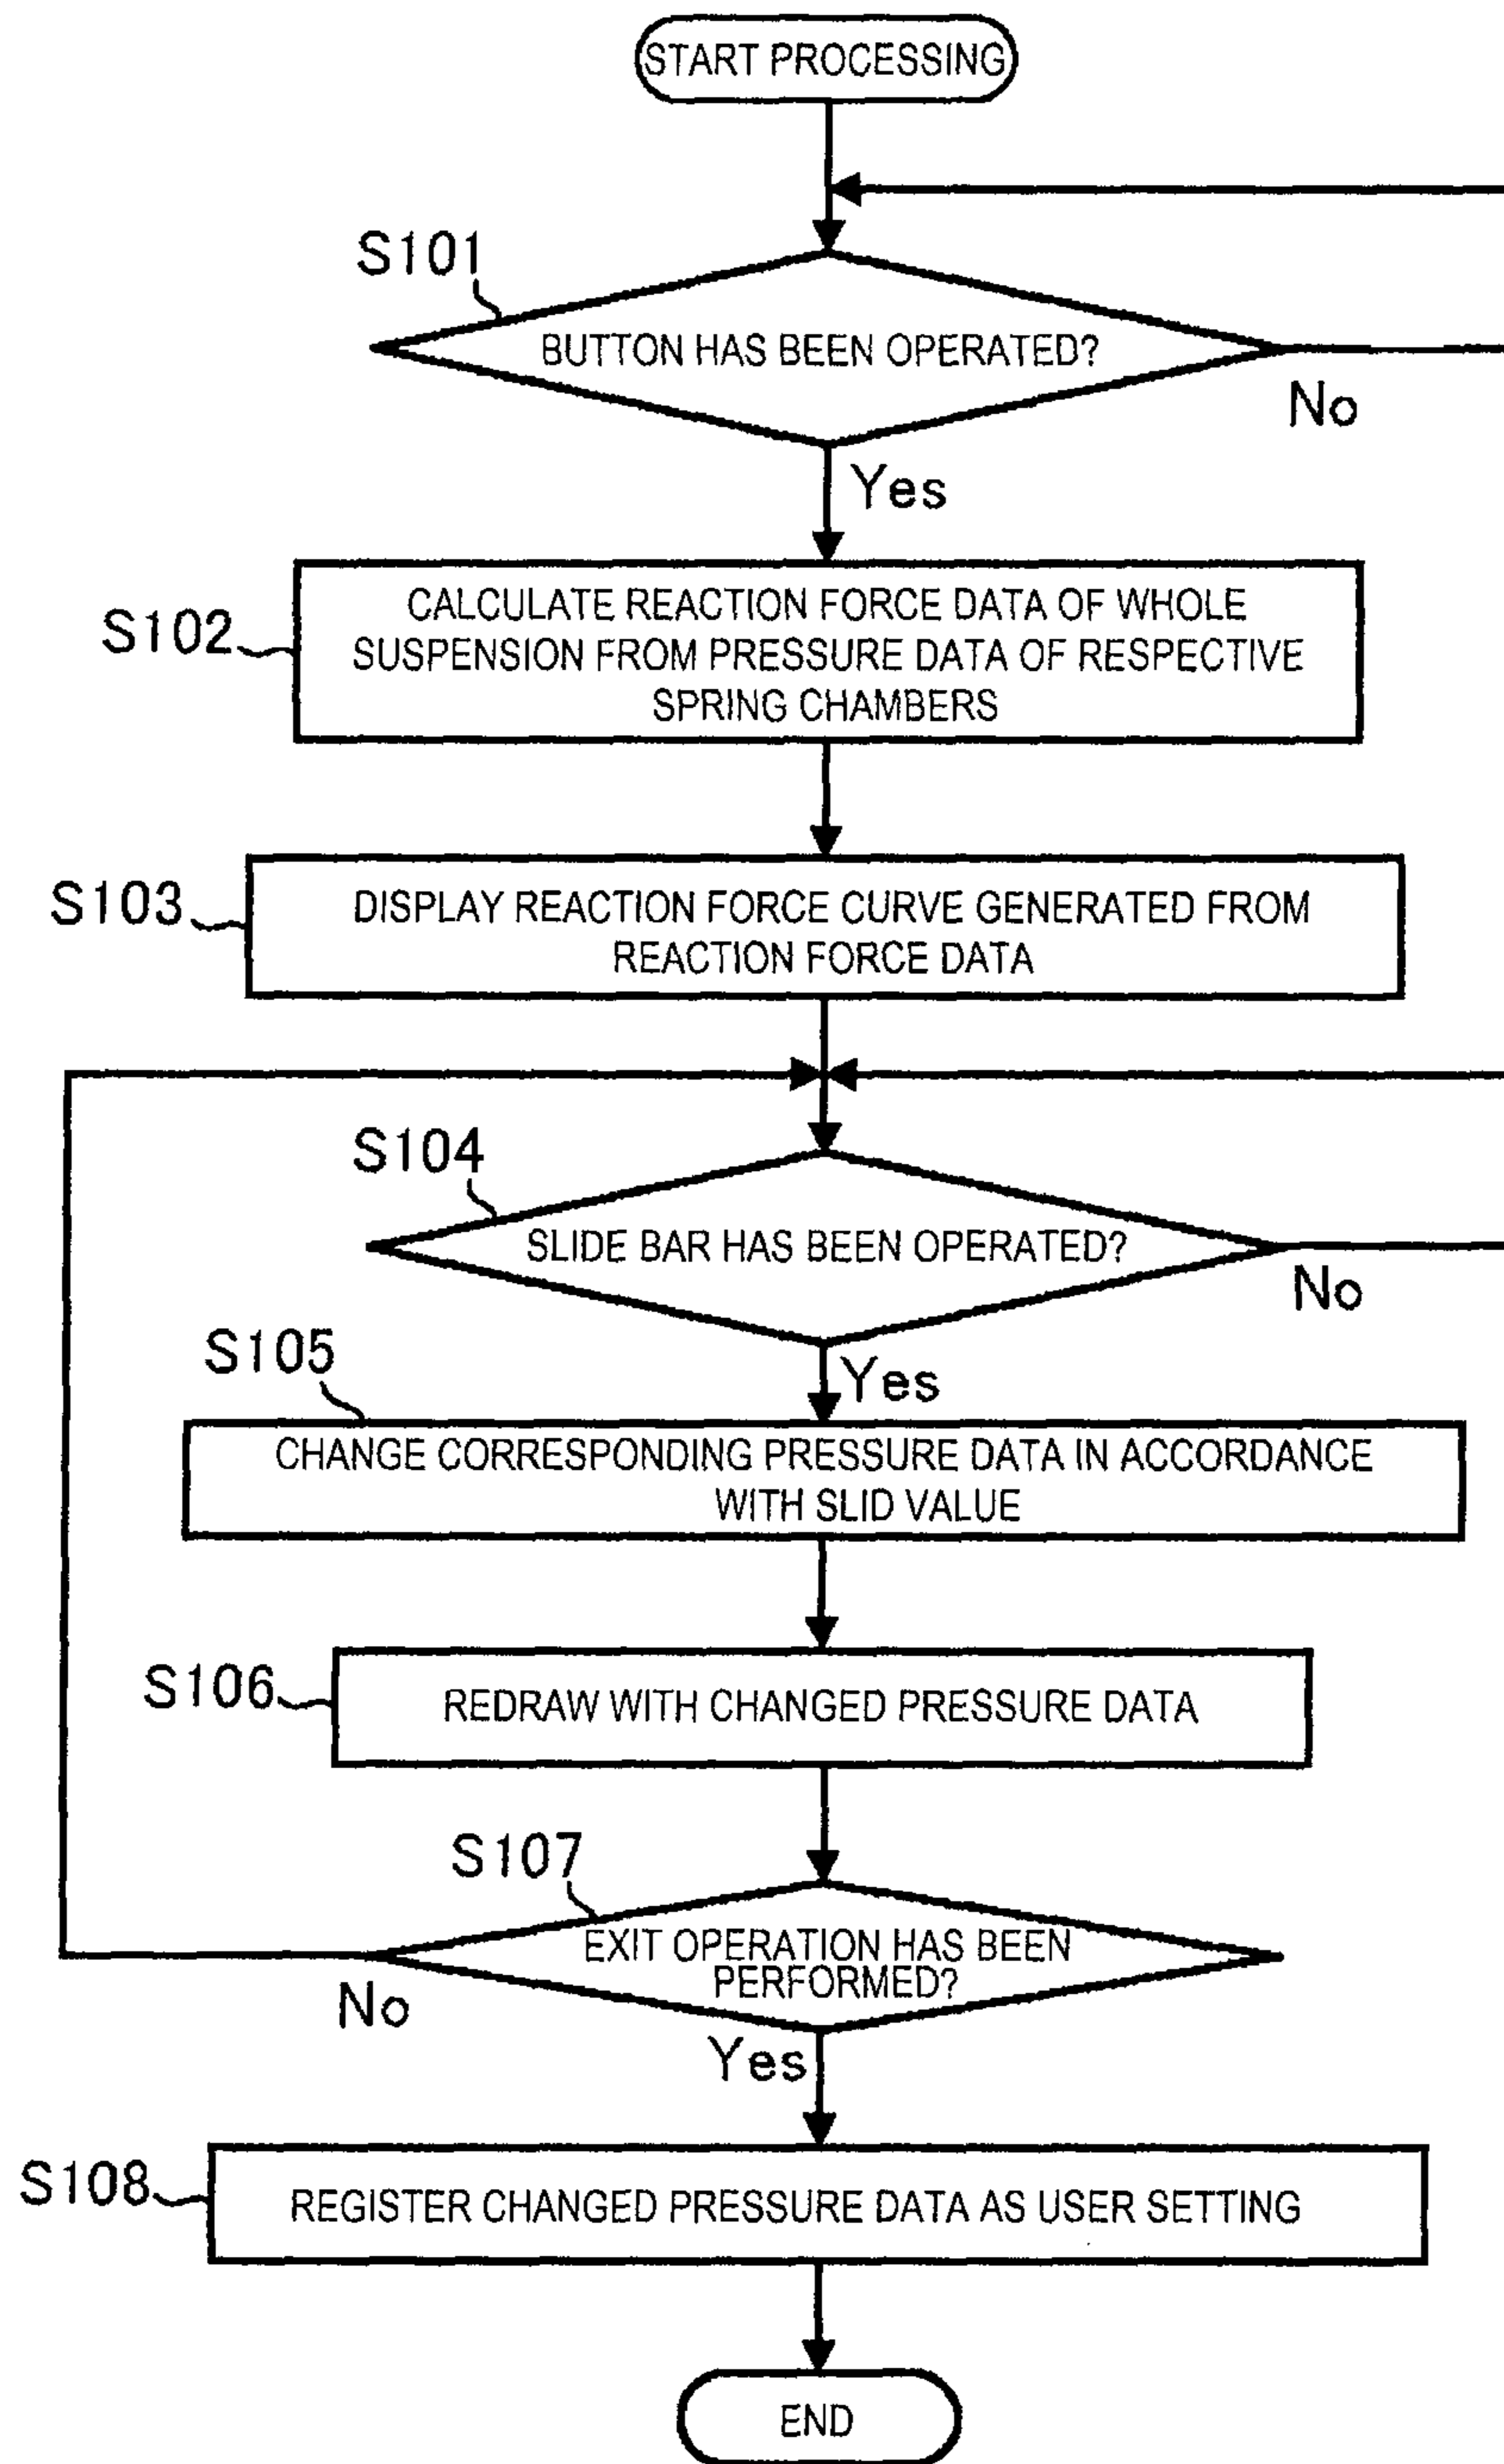 START PROCESSING
S101
BUTTON HAS BEEN OPERATED?
No
Yes
S102
CALCULATE REACTION FORCE DATA OF WHOLE
SUSPENSION FROM PRESSURE DATA OF RESPECTIVE
SPRING CHAMBERS
S103
DISPLAY REACTION FORCE CURVE GENERATED FROM
REACTION FORCE DATA
S104
SLIDE BAR HAS BEEN OPERATED?
No
Yes
S105
CHANGE CORRESPONDING PRESSURE DATA IN ACCORDANCE
WITH SLID VALUE
S106
REDRAW WITH CHANGED PRESSURE DATA
S107
EXIT OPERATION HAS BEEN
PERFORMED?
No
Yes
S108
REGISTER CHANGED PRESSURE DATA AS USER SETTING
END